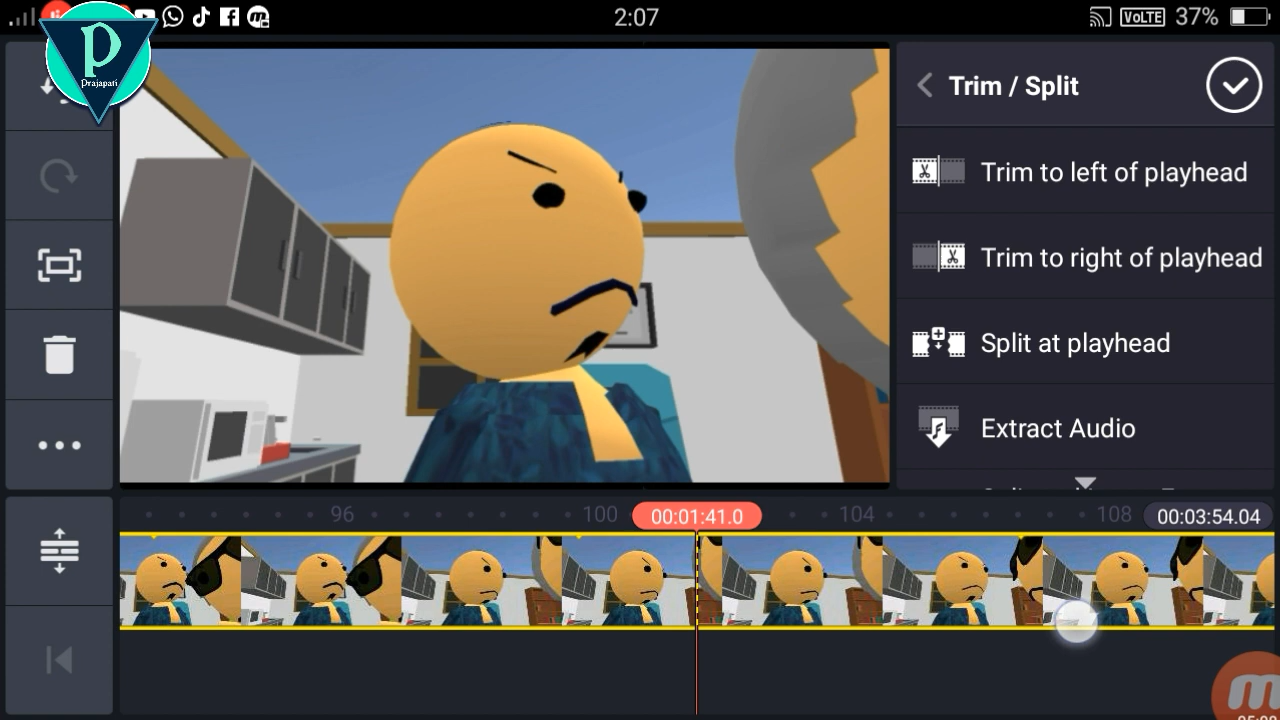 2:07
VoLTE 37%
P
Prajapati
Trim / Split
Trim to left of playhead
Trim to right of playhead
Split at playhead
Extract Audio
96
100
00:01:41.0
104
108
00:03:54.04